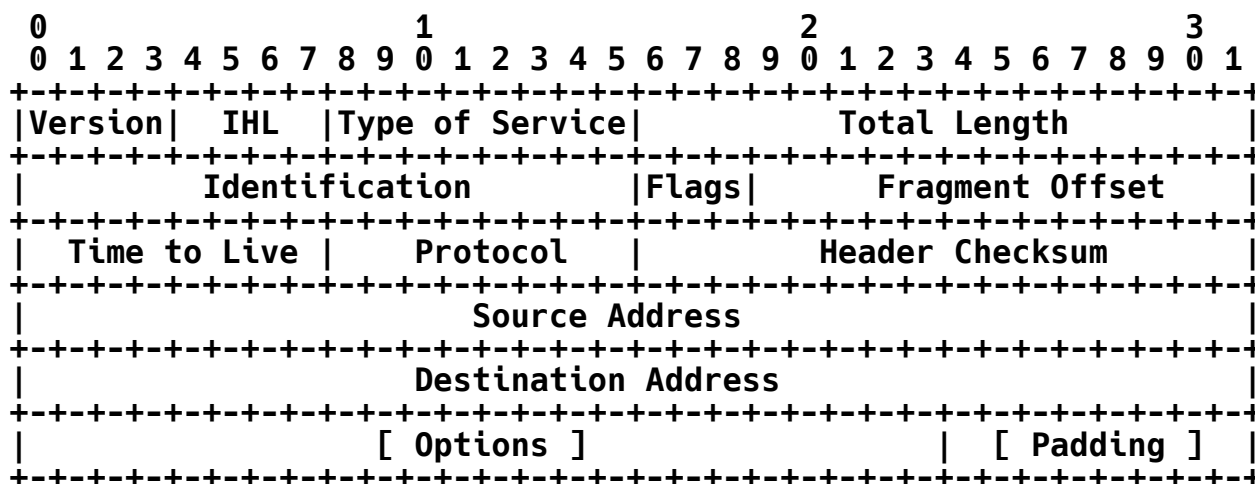 0                   1                   2                   3
 0 1 2 3 4 5 6 7 8 9 0 1 2 3 4 5 6 7 8 9 0 1 2 3 4 5 6 7 8 9 0 1
+-+-+-+-+-+-+-+-+-+-+-+-+-+-+-+-+-+-+-+-+-+-+-+-+-+-+-+-+-+-+-+-+
|Version|  IHL  |Type of Service|          Total Length         |
+-+-+-+-+-+-+-+-+-+-+-+-+-+-+-+-+-+-+-+-+-+-+-+-+-+-+-+-+-+-+-+-+
|         Identification        |Flags|      Fragment Offset    |
+-+-+-+-+-+-+-+-+-+-+-+-+-+-+-+-+-+-+-+-+-+-+-+-+-+-+-+-+-+-+-+-+
|  Time to Live |    Protocol   |         Header Checksum       |
+-+-+-+-+-+-+-+-+-+-+-+-+-+-+-+-+-+-+-+-+-+-+-+-+-+-+-+-+-+-+-+-+
|                       Source Address                          |
+-+-+-+-+-+-+-+-+-+-+-+-+-+-+-+-+-+-+-+-+-+-+-+-+-+-+-+-+-+-+-+-+
|                    Destination Address                        |
+-+-+-+-+-+-+-+-+-+-+-+-+-+-+-+-+-+-+-+-+-+-+-+-+-+-+-+-+-+-+-+-+
|                  [ Options ]                  |  [ Padding ]  |
+-+-+-+-+-+-+-+-+-+-+-+-+-+-+-+-+-+-+-+-+-+-+-+-+-+-+-+-+-+-+-+-+